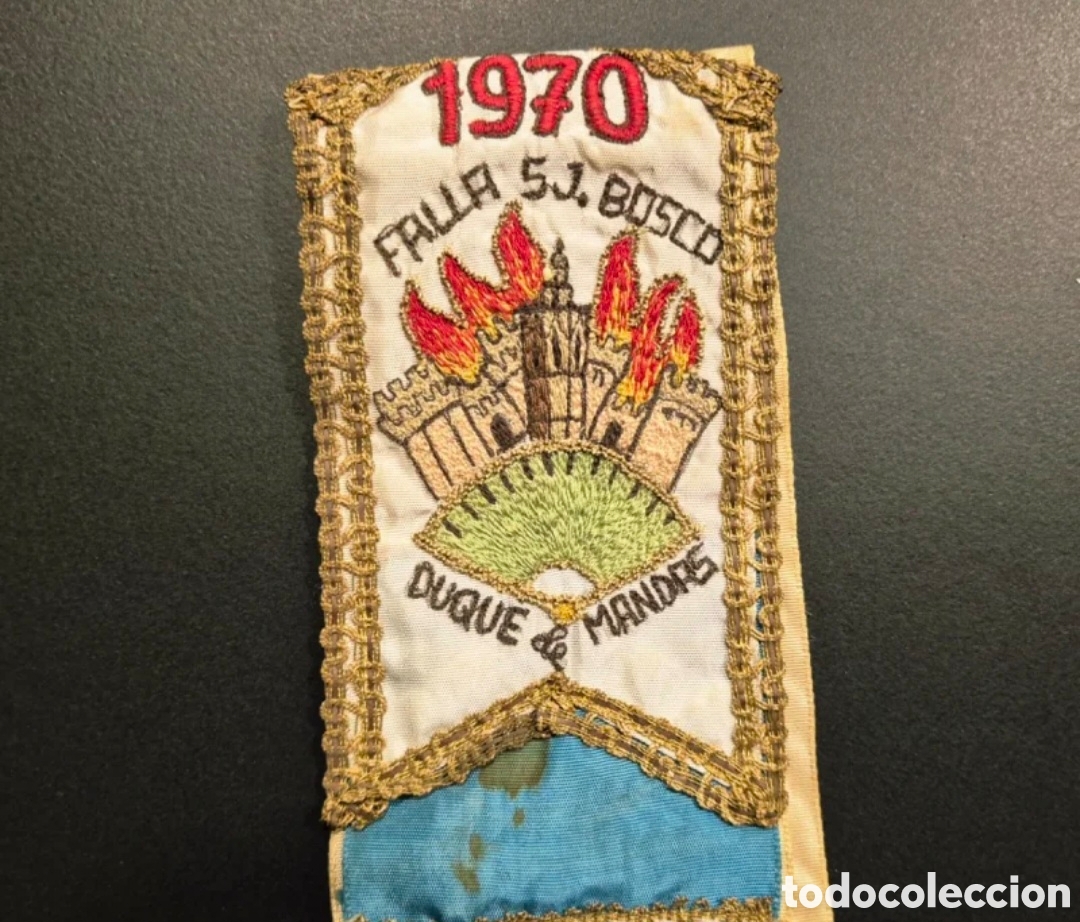 1970
FALLA S.J. BOSCO
DUQUE de MANDAS
todocoleccion